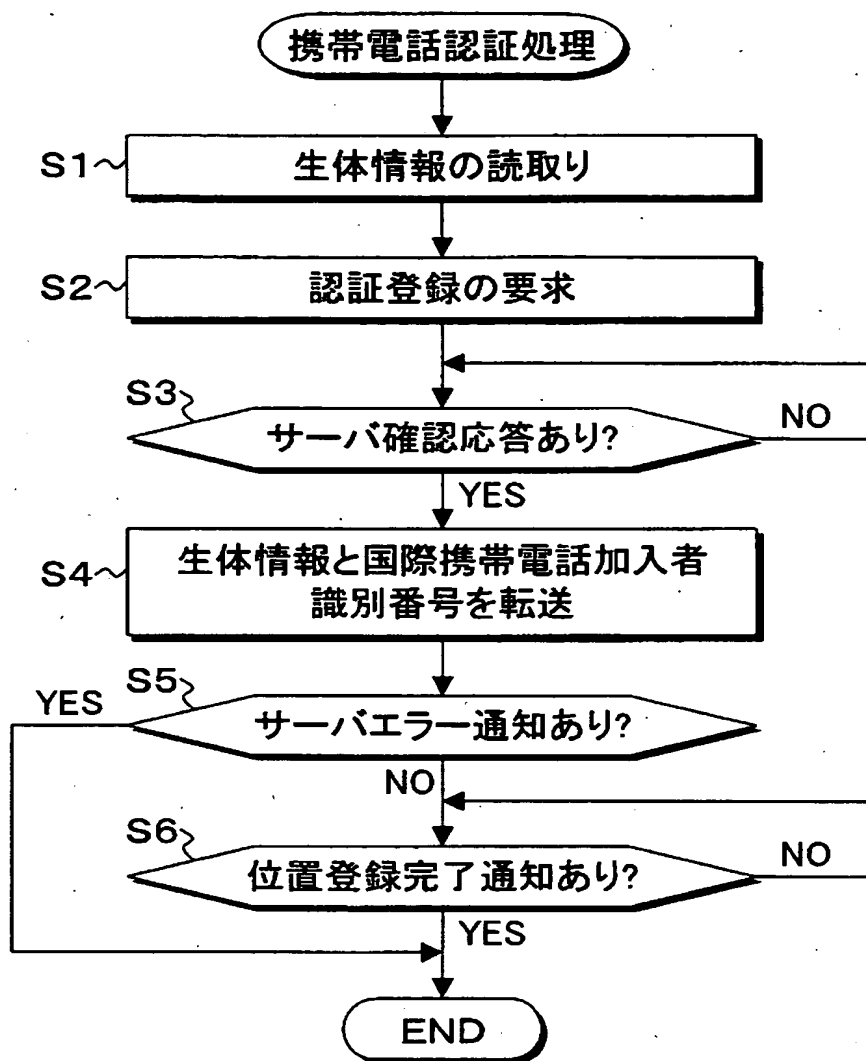 携帯電話認証処理
S1
生体情報の読取り
S2
認証登録の要求
S3
サーバ確認応答あり?
NO
YES
S4
生体情報と国際携帯電話加入者
識別番号を転送
S5
YES
サーバエラー通知あり?
NO
S6
位置登録完了通知あり?
NO
YES
END